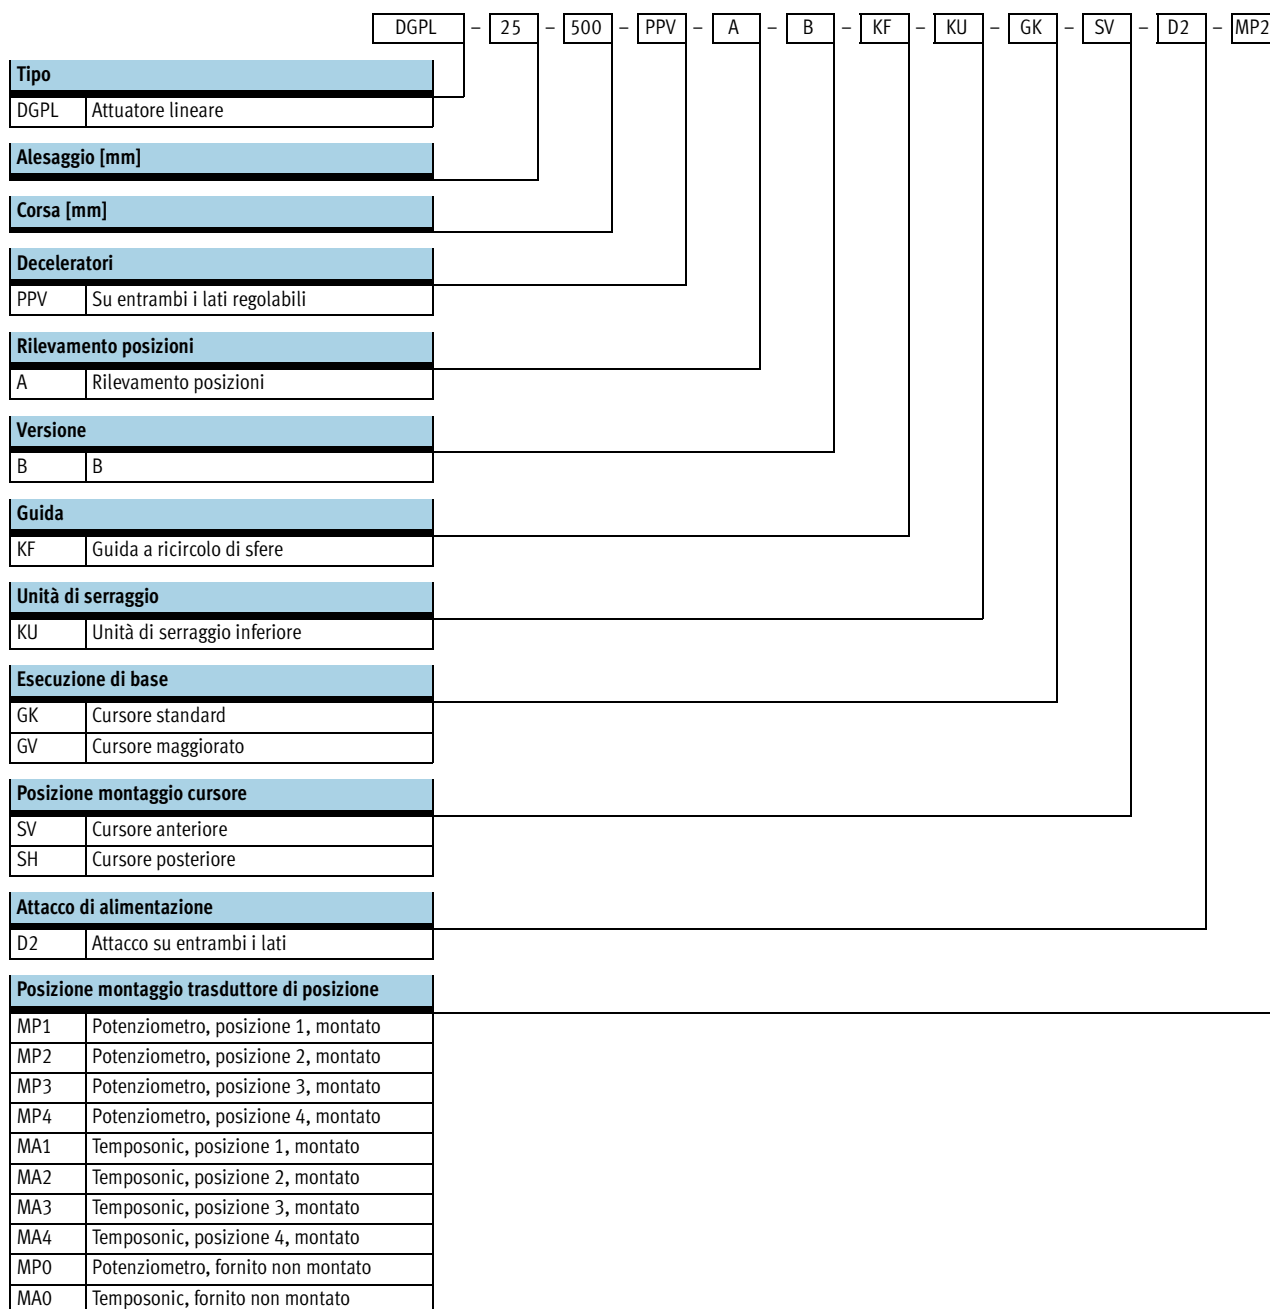 DGPL – 25 – 500 – PPV – A – B – KF – KU – GK – SV – D2 – MP2
Tipo
DGPL Attuatore lineare
Alesaggio [mm]
Corsa [mm]
Deceleratori
PPV Su entrambi i lati regolabili
Rilevamento posizioni
A Rilevamento posizioni
Versione
B B
Guida
KF Guida a ricircolo di sfere
Unità di serraggio
KU Unità di serraggio inferiore
Esecuzione di base
GK Cursore standard
GV Cursore maggiorato
Posizione montaggio cursore
SV Cursore anteriore
SH Cursore posteriore
Attacco di alimentazione
D2 Attacco su entrambi i lati
Posizione montaggio trasduttore di posizione
MP1 Potenziometro, posizione 1, montato
MP2 Potenziometro, posizione 2, montato
MP3 Potenziometro, posizione 3, montato
MP4 Potenziometro, posizione 4, montato
MA1 Temposonic, posizione 1, montato
MA2 Temposonic, posizione 2, montato
MA3 Temposonic, posizione 3, montato
MA4 Temposonic, posizione 4, montato
MP0 Potenziometro, fornito non montato
MA0 Temposonic, fornito non montato